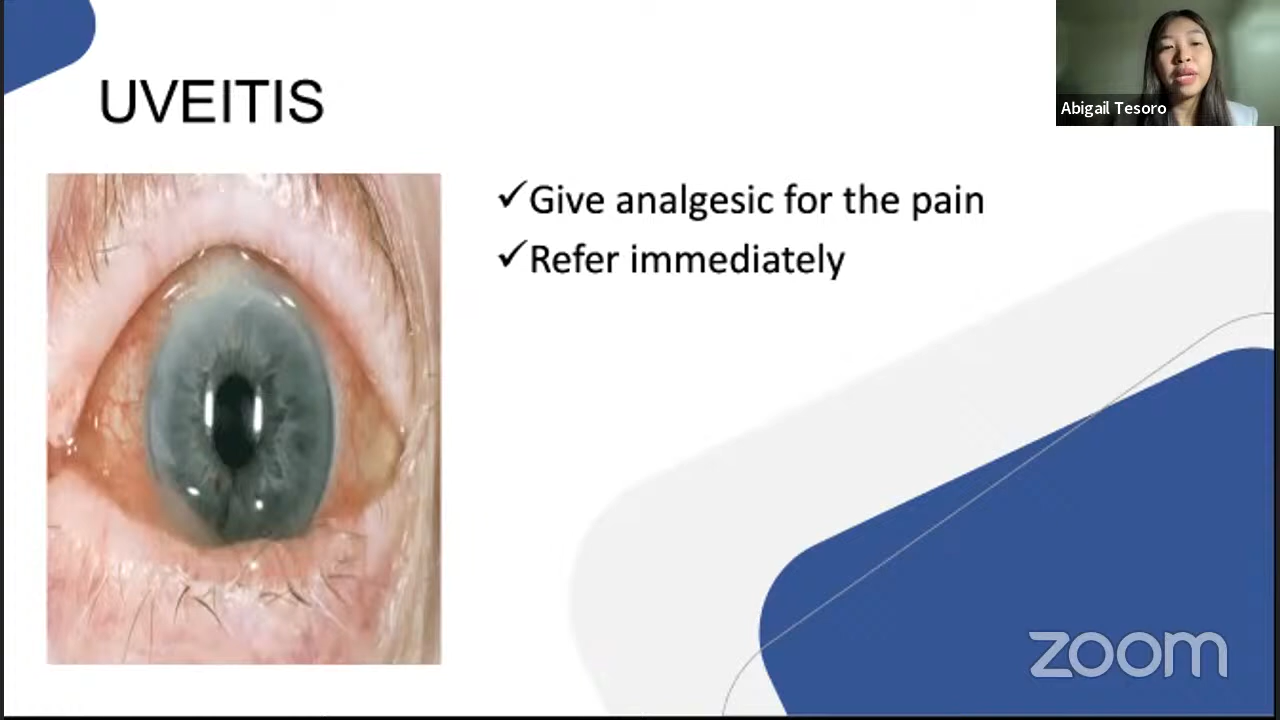 UVEITIS
Abigail Tesoro
✓Give analgesic for the pain
✓Refer immediately
zoom